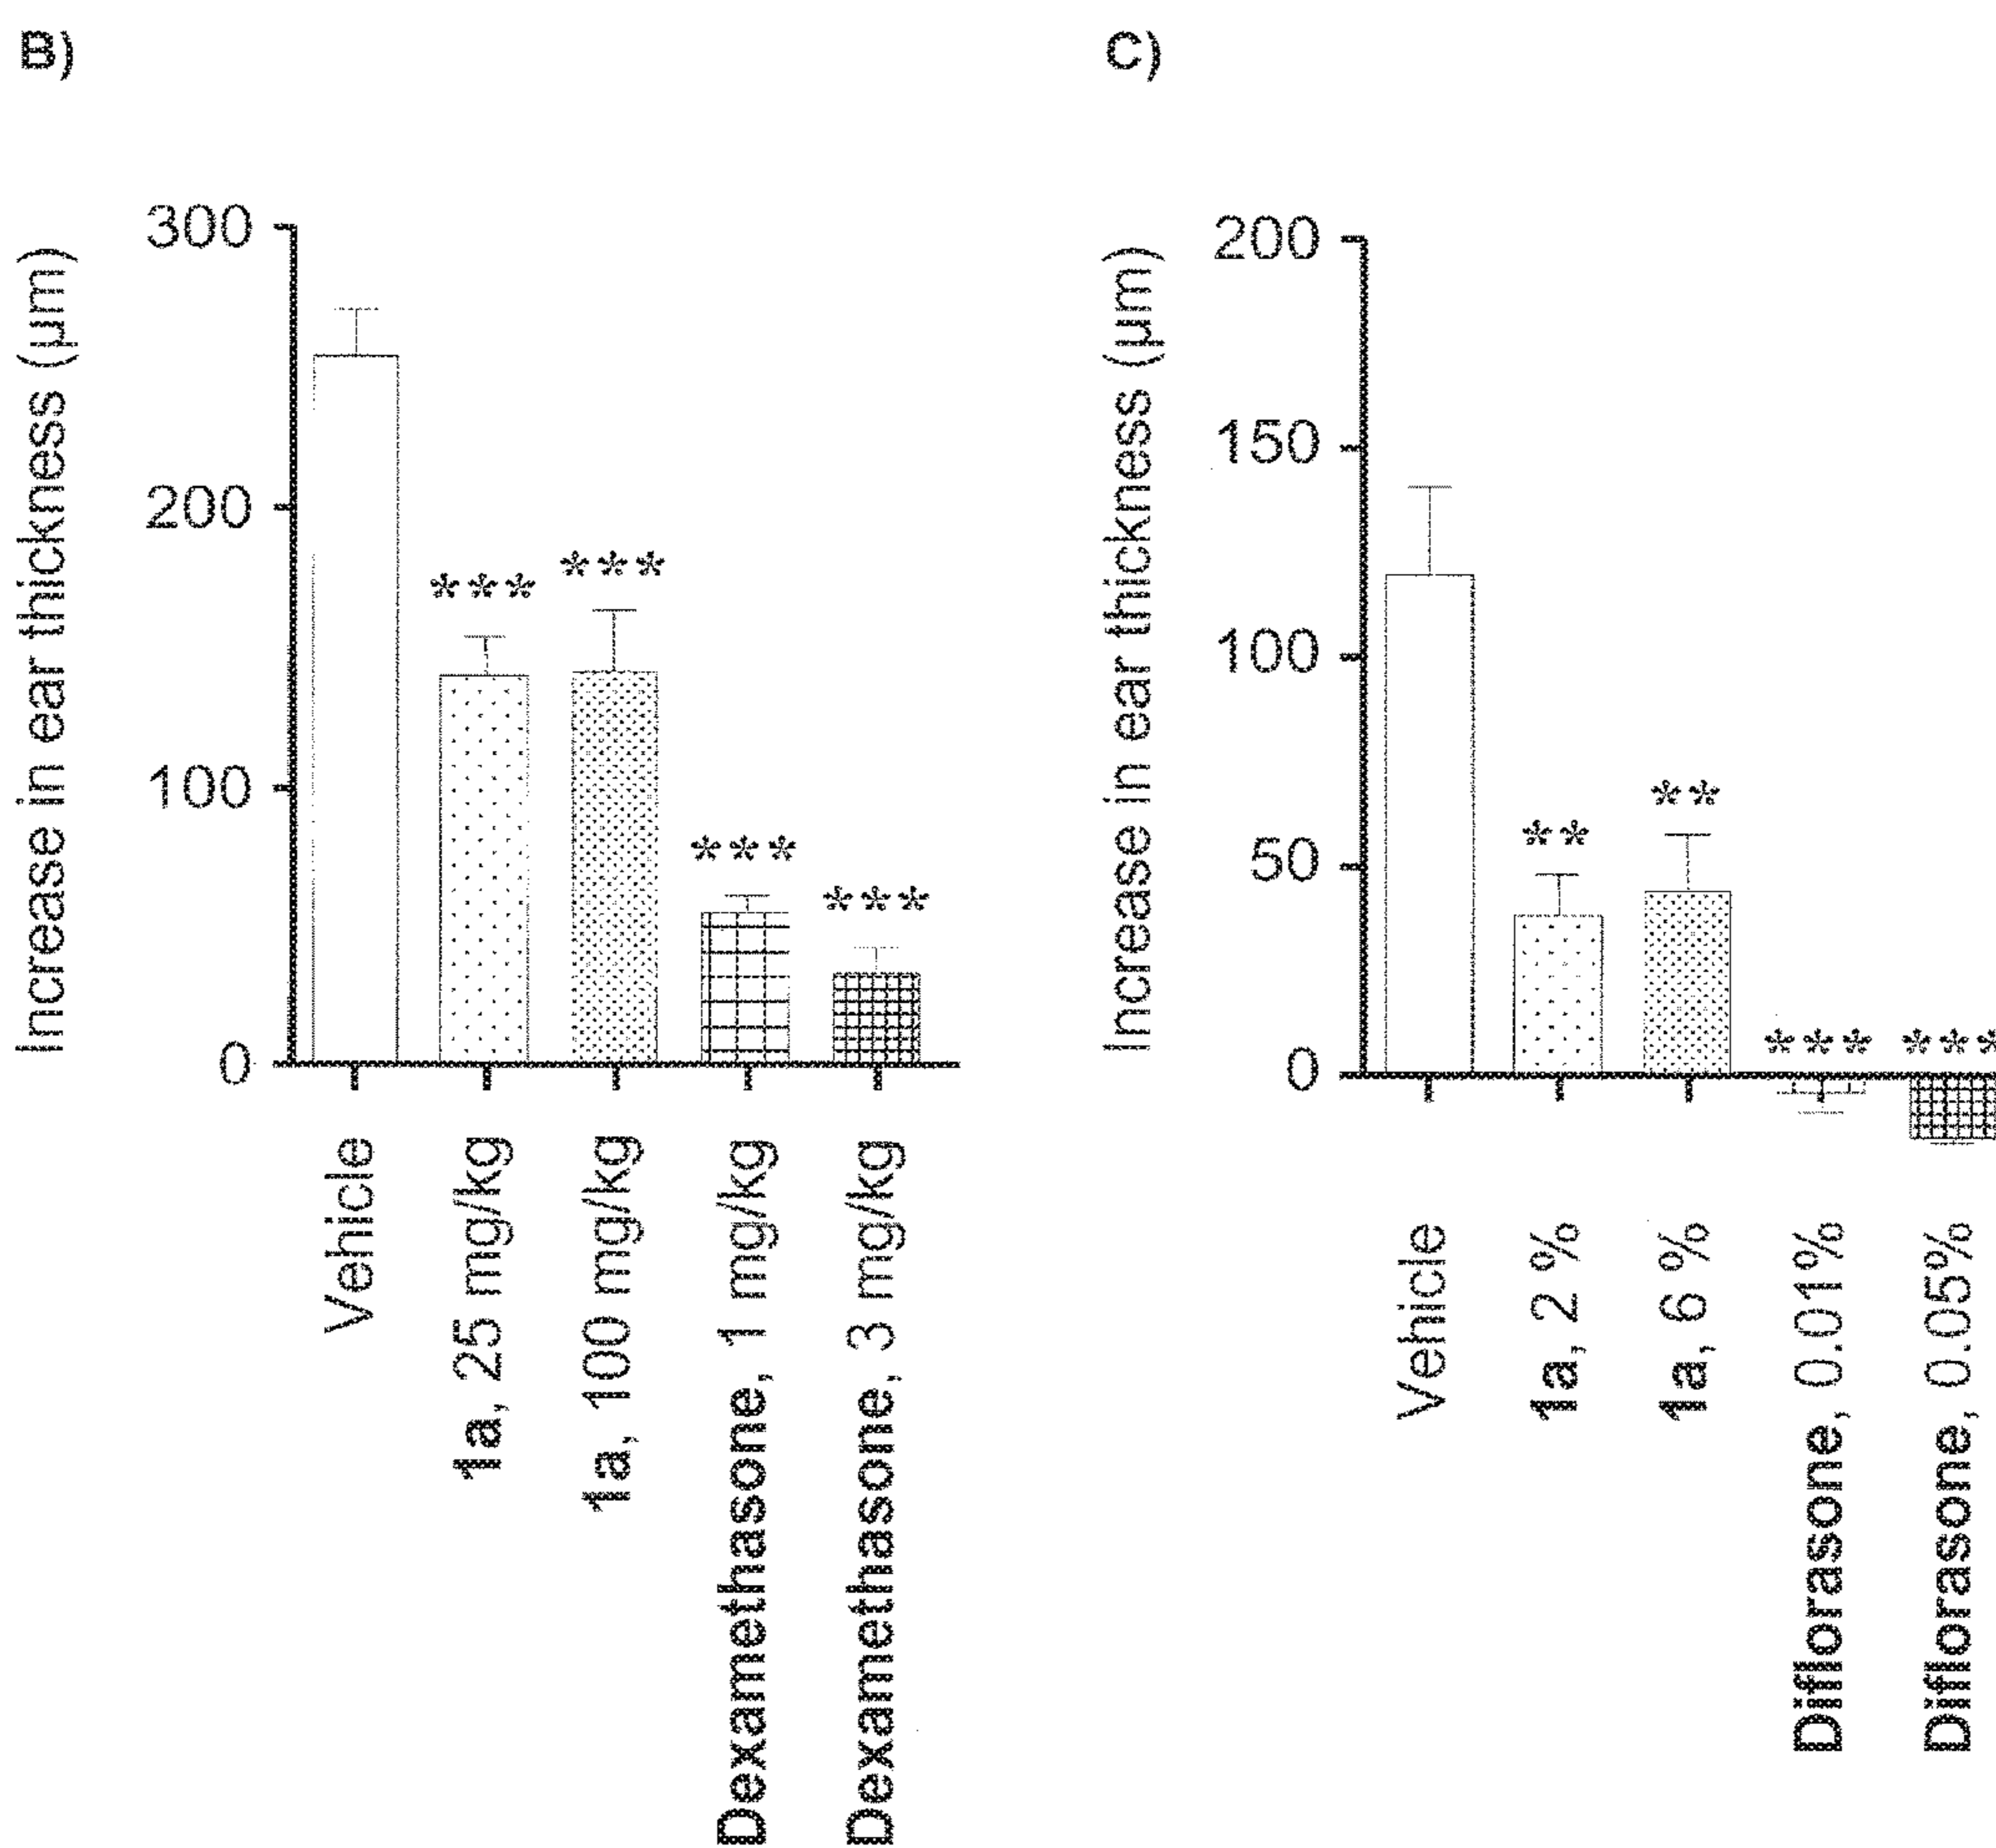 B)
Increase in ear thickness (µm)
300
200
100
0
***
***
***
***
Vehicle
1a, 25 mg/kg
1a, 100 mg/kg
Dexamethasone, 1 mg/kg
Dexamethasone, 3 mg/kg
C)
Increase in ear thickness (µm)
200
150
100
50
0
**
**
***
***
Vehicle
1a, 2 %
1a, 6 %
Diflorasone, 0.01%
Diflorasone, 0.05%